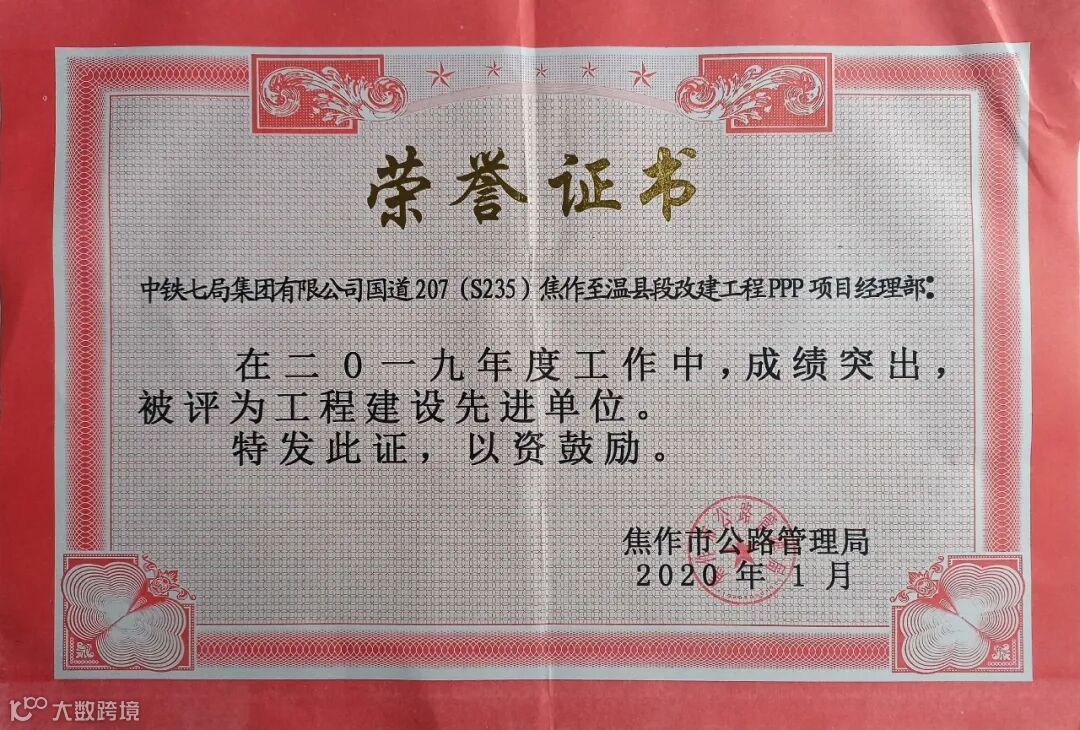 荣誉证书
中铁七局集团有限公司国道207（S235）焦作至温县段改建工程PPP项目经理部：
在二0一九年度工作中，成绩突出，
被评为工程建设先进单位。
特发此证，以资鼓励。
焦作市公路管理局
2020年1月
大数跨境